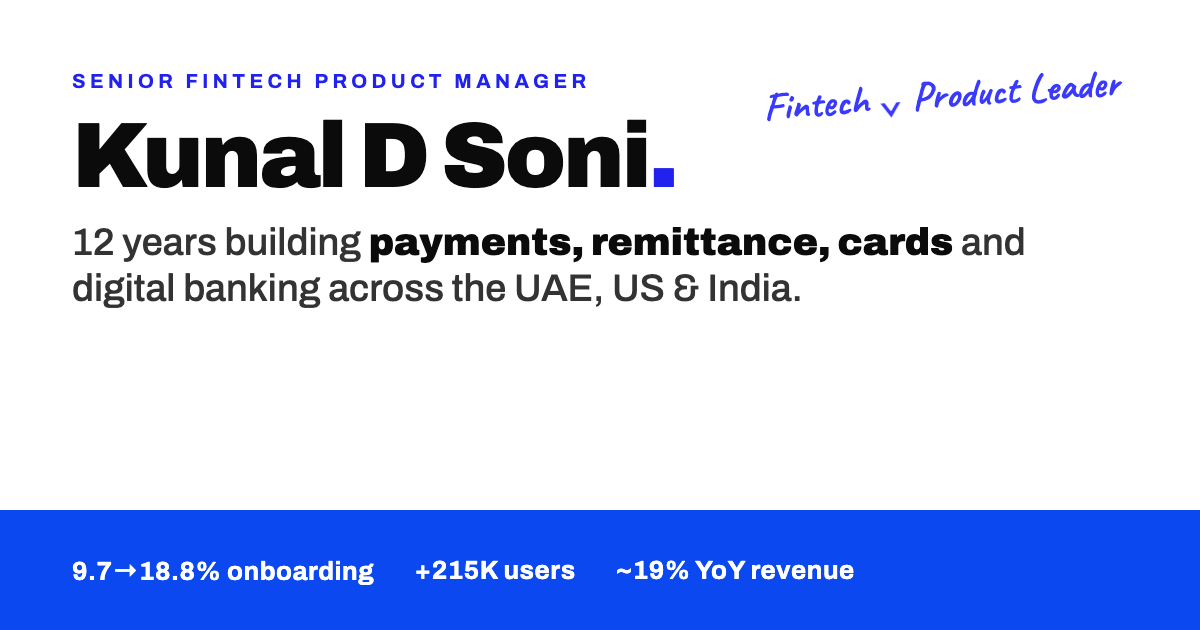 SENIOR FINTECH PRODUCT MANAGER
Fintech Product Leader
Kunal D Soni.
12 years building payments, remittance, cards and
digital banking across the UAE, US & India.
9.7→18.8% onboarding +215K users ~19% YoY revenue